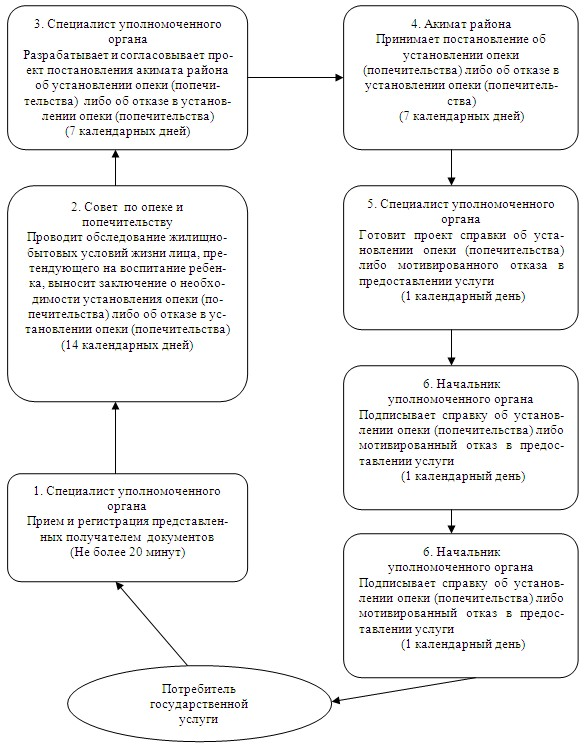 3. Специалист уполномоченного
органа
Разрабатывает и согласовывает про-
ект постановления акимата района
об установлении опеки (попечи-
тельства) либо об отказе в установ-
лении опеки (попечительства)
(7 календарных дней)
4. Акимат района
Принимает постановление об
установлении опеки
(попечительства) либо об отказе в
установлении опеки (попечитель-
ства)
(7 календарных дней)
2. Совет по опеке и
попечительству
Проводит обследование жилищно-
бытовых условий жизни лица, пре-
тендующего на воспитание ребен-
ка, выносит заключение о необхо-
димости установления опеки (по-
печительства) либо об отказе в ус-
тановлении опеки (попечительства)
(14 календарных дней)
5. Специалист уполномоченного
органа
Готовит проект справки об уста-
новлении опеки (попечительства)
либо мотивированного отказа в
предоставлении услуги
(1 календарный день)
6. Начальник
уполномоченного органа
Подписывает справку об установ-
лении опеки (попечительства) либо
мотивированный отказ в предос-
тавлении услуги
(1 календарный день)
1. Специалист уполномоченного
органа
Прием и регистрация представлен-
ных получателем документов
(Не более 20 минут)
6. Начальник
уполномоченного органа
Подписывает справку об установ-
лении опеки (попечительства) либо
мотивированный отказ в предос-
тавлении услуги
(1 календарный день)
Потребитель
государственной
услуги